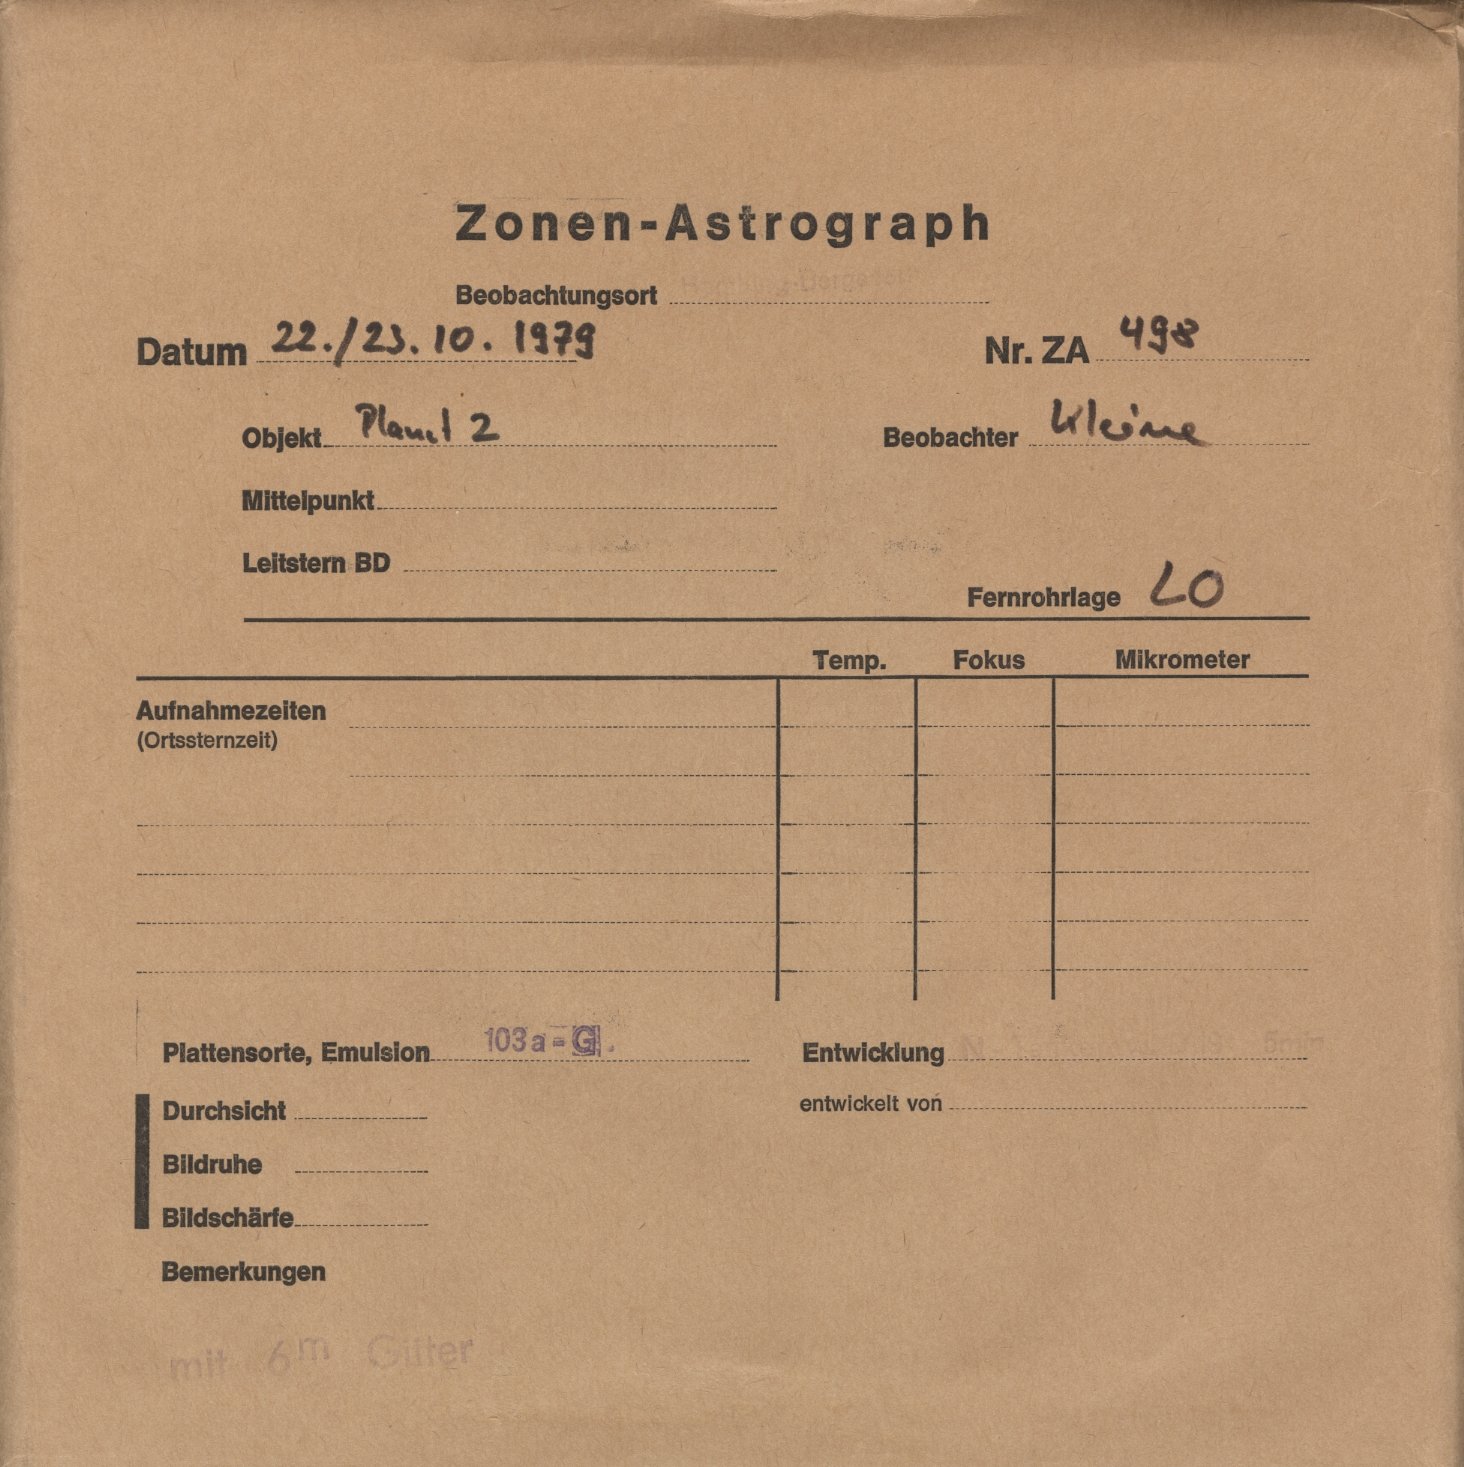 Zonen-Astrograph
Beobachtungsort Hamburg-Bergedorf
Datum 22./23.10.1979 Nr. ZA 498
Objekt Planet 2 Beobachter Kleine
Mittelpunkt
Leitstern BD
Fernrohrlage LO
Temp. Fokus Mikrometer
Aufnahmezeiten
(Ortssternzeit)
Plattensorte, Emulsion 103a-G. Entwicklung
Durchsicht entwickelt von
Bildruhe
Bildschärfe
Bemerkungen
mit 6m Gitter